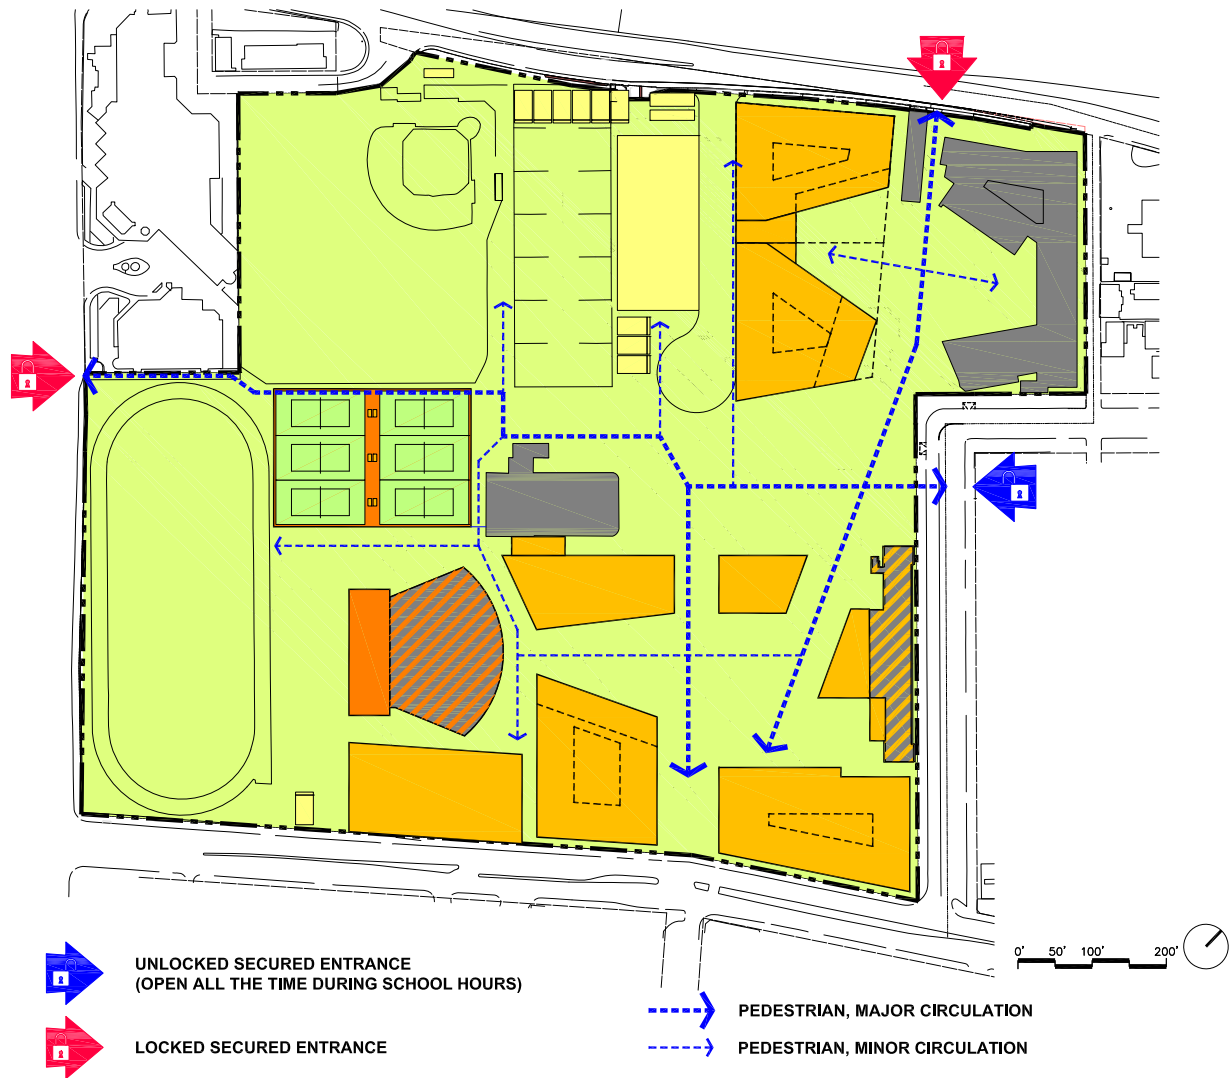 0' 50' 100' 200'
UNLOCKED SECURED ENTRANCE
(OPEN ALL THE TIME DURING SCHOOL HOURS)
PEDESTRIAN, MAJOR CIRCULATION
LOCKED SECURED ENTRANCE
PEDESTRIAN, MINOR CIRCULATION